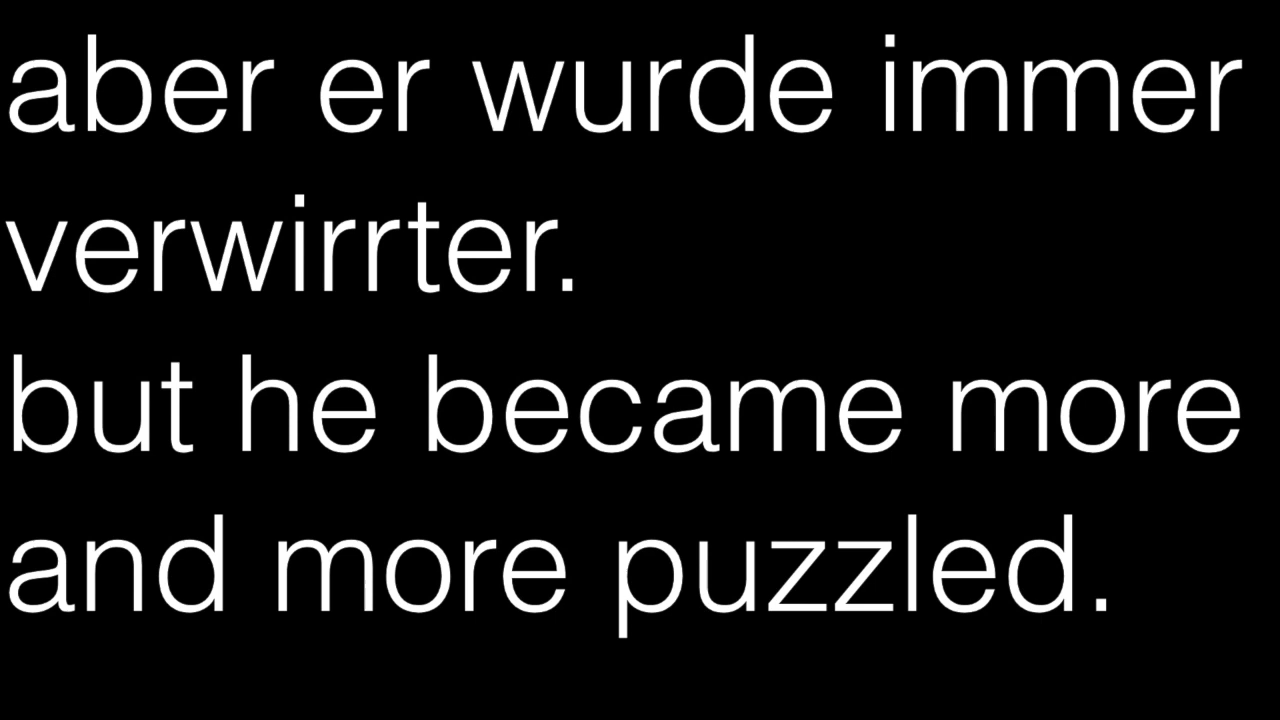 aber er wurde immer
verwirrter.
but he became more
and more puzzled.